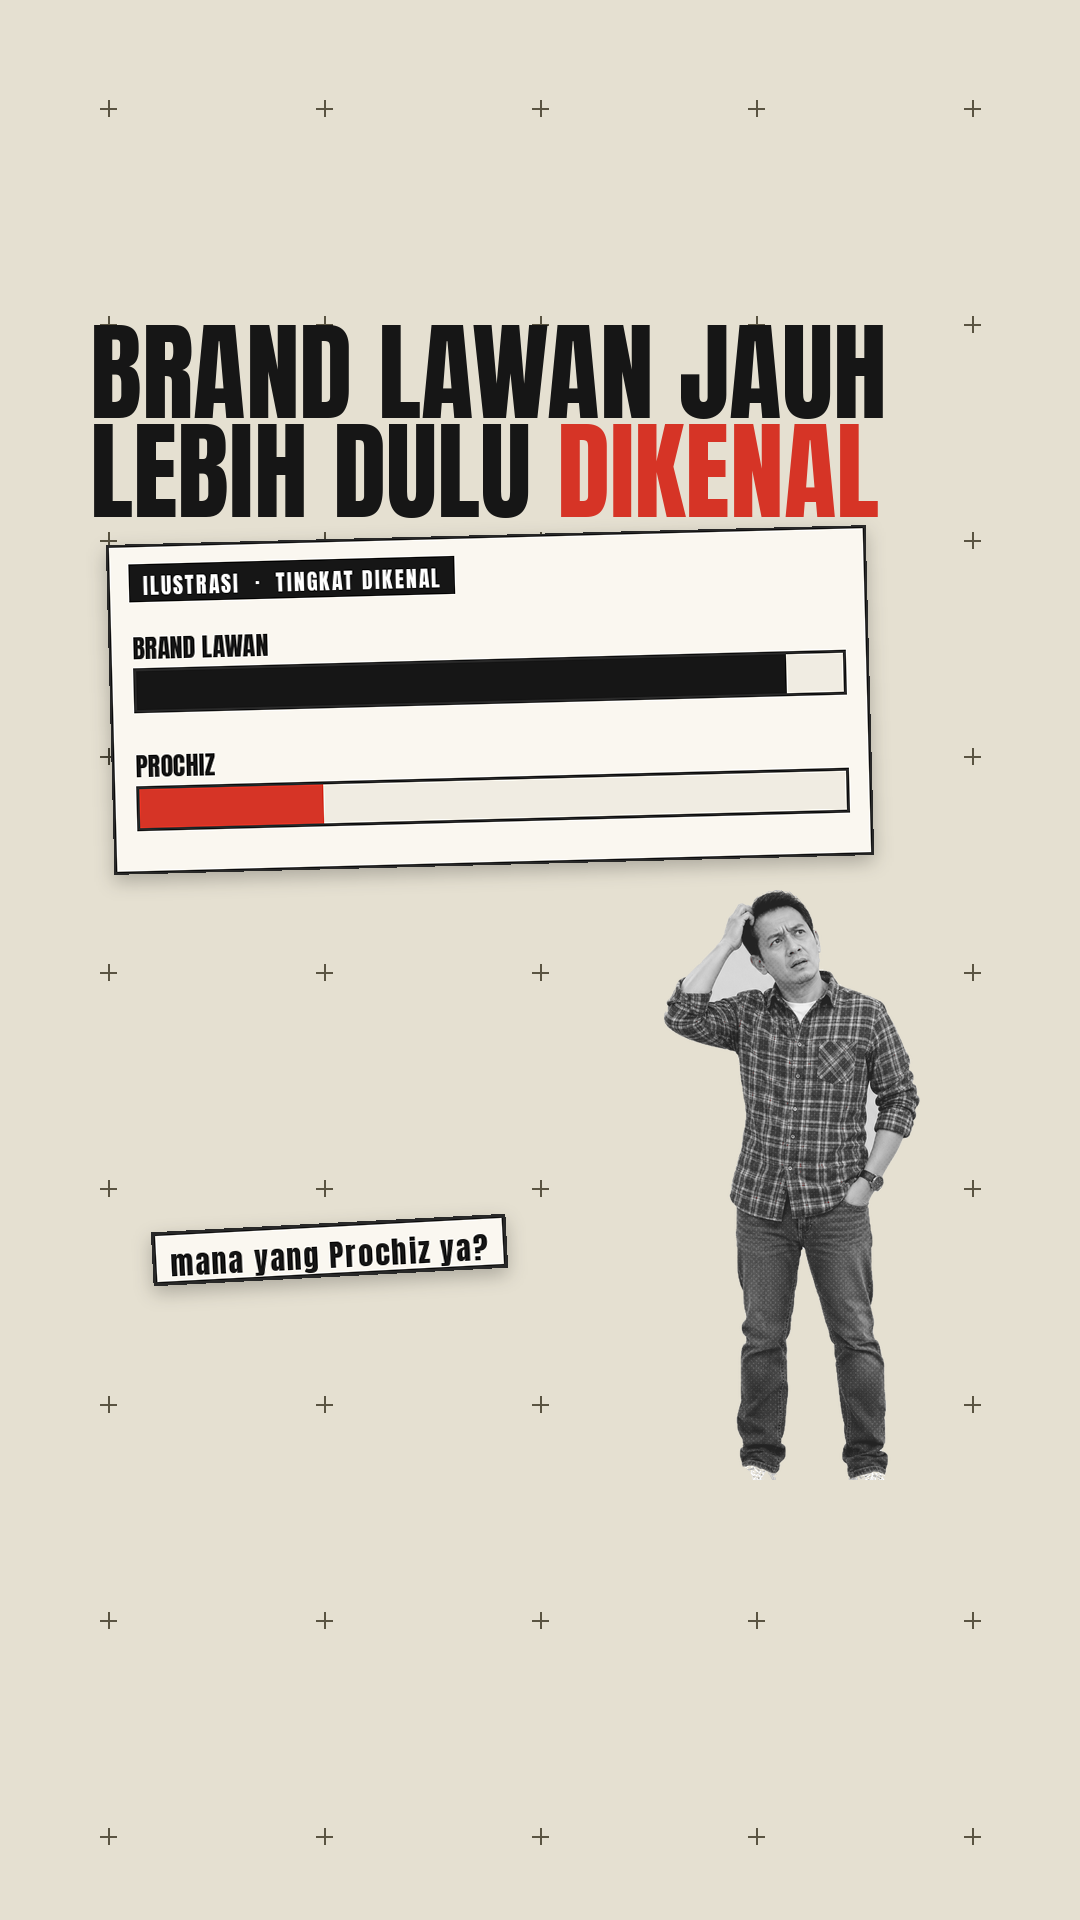 BRAND LAWAN JAUH
LEBIH DULU DIKENAL
ILUSTRASI · TINGKAT DIKENAL
BRAND LAWAN
PROCHIZ
mana yang Prochiz ya?